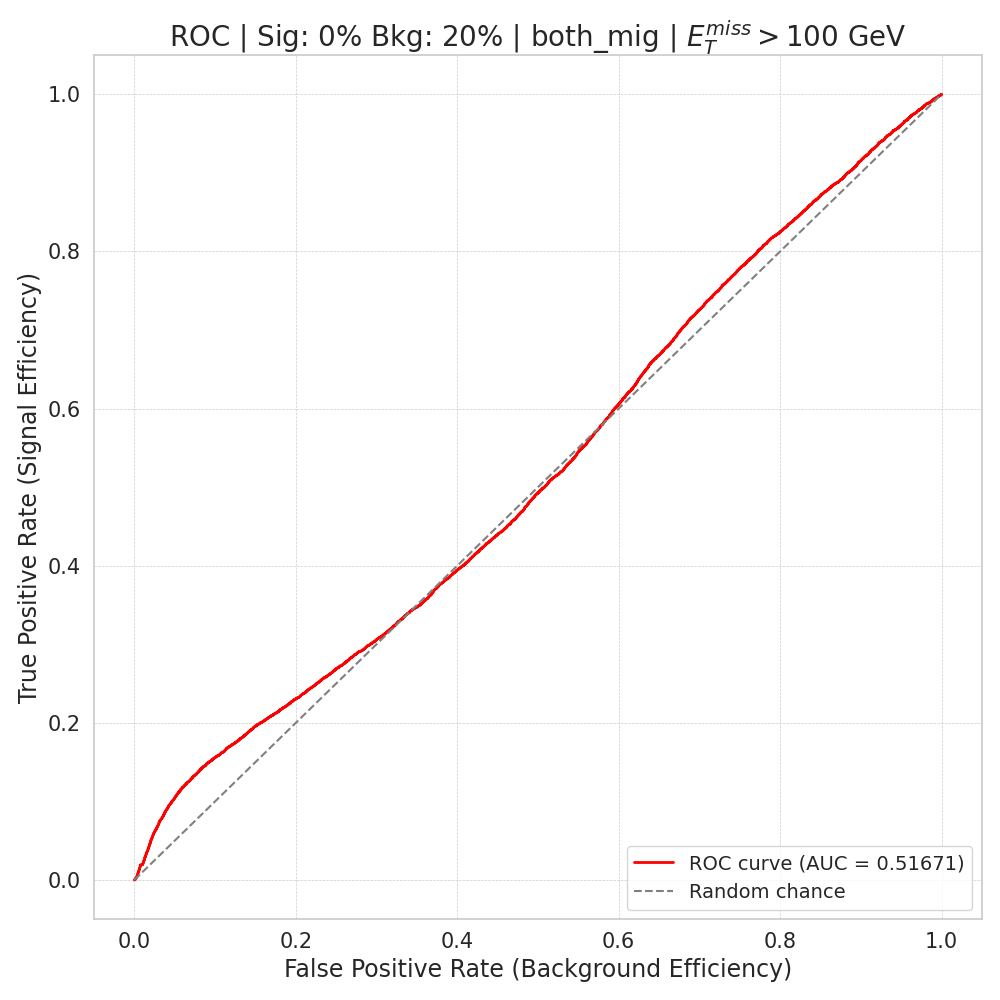 ROC | Sig: 0% Bkg: 20% | both_mig | $E_T^{miss} > 100$ GeV
1.0
0.8
0.6
0.4
0.2
0.0
True Positive Rate (Signal Efficiency)
ROC curve (AUC = 0.51671)
Random chance
0.0 0.2 0.4 0.6 0.8 1.0
False Positive Rate (Background Efficiency)